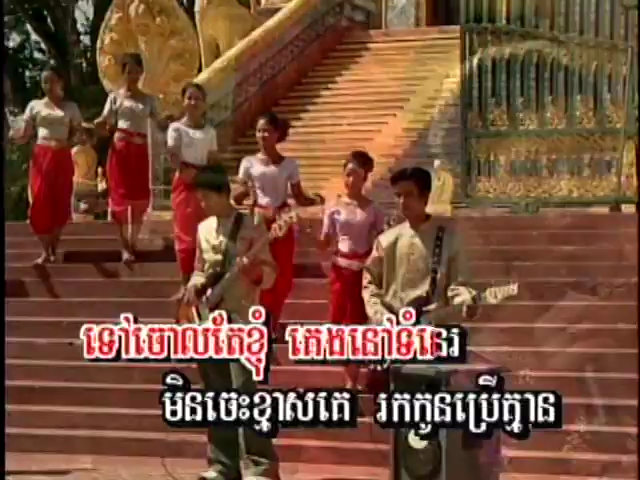 ទៅចោលតែខ្ញុំ គេងនៅទំនេរ
មិនចេះខ្មាសគេ រកកូនប្រើគ្មាន